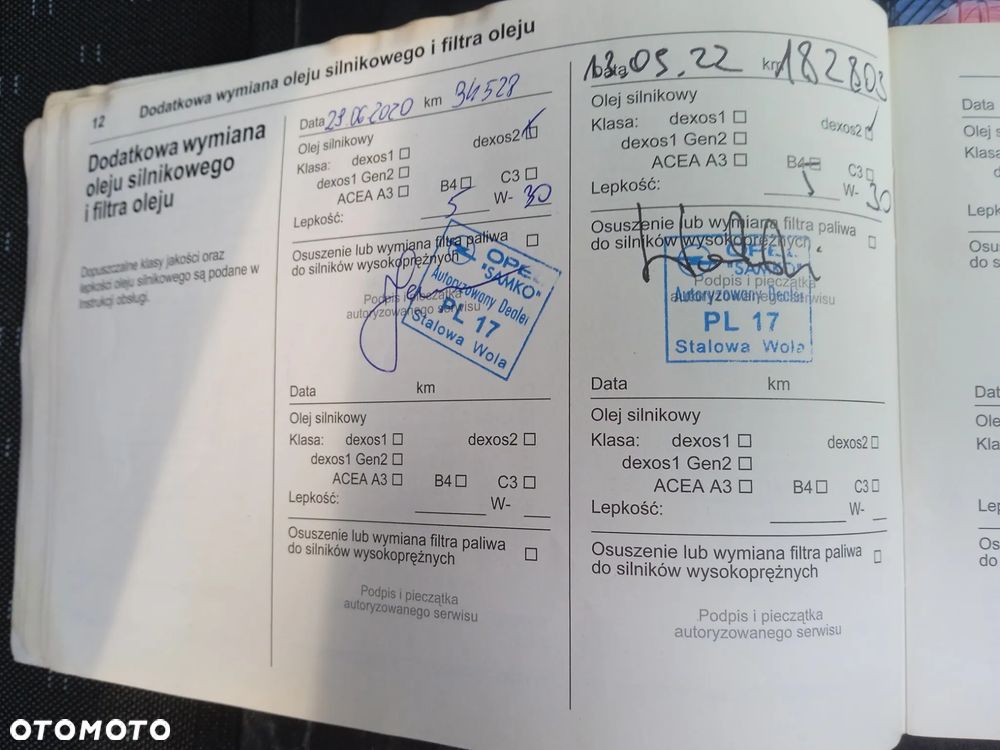 12 Dodatkowa wymiana oleju silnikowego i filtra oleju
Dodatkowa wymiana
oleju silnikowego
i filtra oleju
Dopuszczalne klasy jakości oraz
lepkości oleju silnikowego są podane w
Instrukcji obsługi.
Data 29.06.2020 km 34528
Olej silnikowy
Klasa: dexos1 ☐ dexos2 ☑
dexos1 Gen2 ☐
ACEA A3 ☐ B4 ☐ C3 ☐
Lepkość: 5 W- 30
Osuszenie lub wymiana filtra paliwa
do silników wysokoprężnych ☐
Podpis i pieczątka
autoryzowanego serwisu
OPEL
"SAMKO"
Autoryzowany Dealer
PL 17
Stalowa Wola
Data km
Olej silnikowy
Klasa: dexos1 ☐ dexos2 ☐
dexos1 Gen2 ☐
ACEA A3 ☐ B4 ☐ C3 ☐
Lepkość: W-
Osuszenie lub wymiana filtra paliwa
do silników wysokoprężnych ☐
Podpis i pieczątka
autoryzowanego serwisu
Data 13.05.22 km 182803
Olej silnikowy
Klasa: dexos1 ☐ dexos2 ☑
dexos1 Gen2 ☐
ACEA A3 ☐ B4 ☐ C3 ☐
Lepkość: 5 W- 30
Osuszenie lub wymiana filtra paliwa
do silników wysokoprężnych ☐
Podpis i pieczątka
autoryzowanego serwisu
OPEL
"SAMKO"
Autoryzowany Dealer
PL 17
Stalowa Wola
Data km
Olej silnikowy
Klasa: dexos1 ☐ dexos2 ☐
dexos1 Gen2 ☐
ACEA A3 ☐ B4 ☐ C3 ☐
Lepkość: W-
Osuszenie lub wymiana filtra paliwa
do silników wysokoprężnych ☐
Podpis i pieczątka
autoryzowanego serwisu
Data
Klasa
OTOMOTO